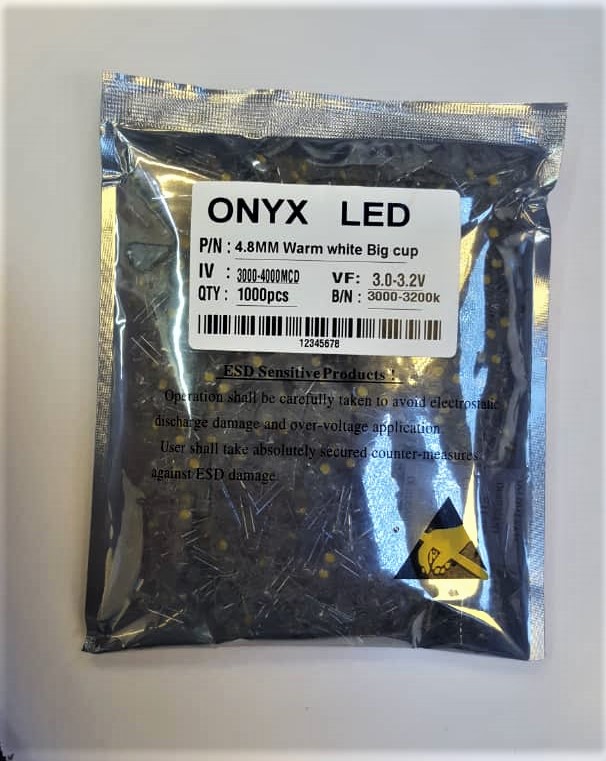 ONYX LED
P/N : 4.8MM Warm white Big cup
IV : 3000-4000MCD VF: 3.0-3.2V
QTY : 1000pcs B/N : 3000-3200k
12345678
ESD Sensitive Products !
Operation shall be carefully taken to avoid electrostatic
discharge damage and over-voltage application.
User shall take absolutely secured counter-measures
against ESD damage.